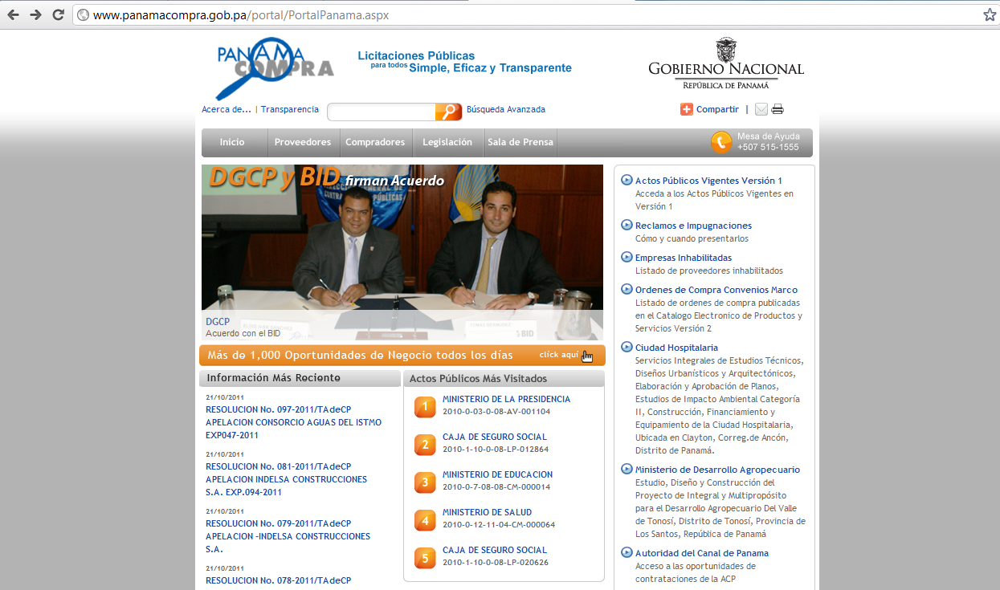 www.panamacompra.gob.pa/portal/PortalPanama.aspx
PANAMA
COMPRA
Licitaciones Públicas
para todos Simple, Eficaz y Transparente
GOBIERNO NACIONAL
REPÚBLICA DE PANAMÁ
Acerca de... | Transparencia
Búsqueda Avanzada
Compartir |
Inicio
Proveedores
Compradores
Legislación
Sala de Prensa
Mesa de Ayuda
+507 515-1555
DGCP y BID firman Acuerdo
DGCP
Acuerdo con el BID
BID
Más de 1,000 Oportunidades de Negocio todos los días
click aquí
Información Más Reciente
21/10/2011
RESOLUCION No. 097-2011/TAdeCP
APELACION CONSORCIO AGUAS DEL ISTMO
EXP047-2011
21/10/2011
RESOLUCION No. 081-2011/TAdeCP
APELACION INDELSA CONSTRUCCIONES
S.A. EXP.094-2011
21/10/2011
RESOLUCION No. 079-2011/TAdeCP
APELACION -INDELSA CONSTRUCCIONES
S.A.
21/10/2011
RESOLUCION No. 078-2011/TAdeCP
Actos Públicos Más Visitados
1
MINISTERIO DE LA PRESIDENCIA
2010-0-03-0-08-AV-001104
2
CAJA DE SEGURO SOCIAL
2010-1-10-0-08-LP-012864
3
MINISTERIO DE EDUCACION
2010-0-7-08-08-CM-000014
4
MINISTERIO DE SALUD
2010-0-12-11-04-CM-000064
5
CAJA DE SEGURO SOCIAL
2010-1-10-0-08-LP-020626
Actos Públicos Vigentes Versión 1
Acceda a los Actos Públicos Vigentes en
Versión 1
Reclamos e Impugnaciones
Cómo y cuando presentarlos
Empresas Inhabilitadas
Listado de proveedores inhabilitados
Ordenes de Compra Convenios Marco
Listado de ordenes de compra publicadas
en el Catalogo Electronico de Productos y
Servicios Versión 2
Ciudad Hospitalaria
Servicios Integrales de Estudios Técnicos,
Diseños Urbanísticos y Arquitectónicos,
Elaboración y Aprobación de Planos,
Estudios de Impacto Ambiental Categoría
II, Construcción, Financiamiento y
Equipamiento de la Ciudad Hospitalaria,
Ubicada en Clayton, Correg.de Ancón,
Distrito de Panamá.
Ministerio de Desarrollo Agropecuario
Estudio, Diseño y Construcción del
Proyecto de Integral y Multipropósito
para el Desarrollo Agropecuario Del Valle
de Tonosí, Distrito de Tonosí, Provincia de
Los Santos, República de Panamá
Autoridad del Canal de Panama
Acceso a las oportunidades de
contrataciones de la ACP